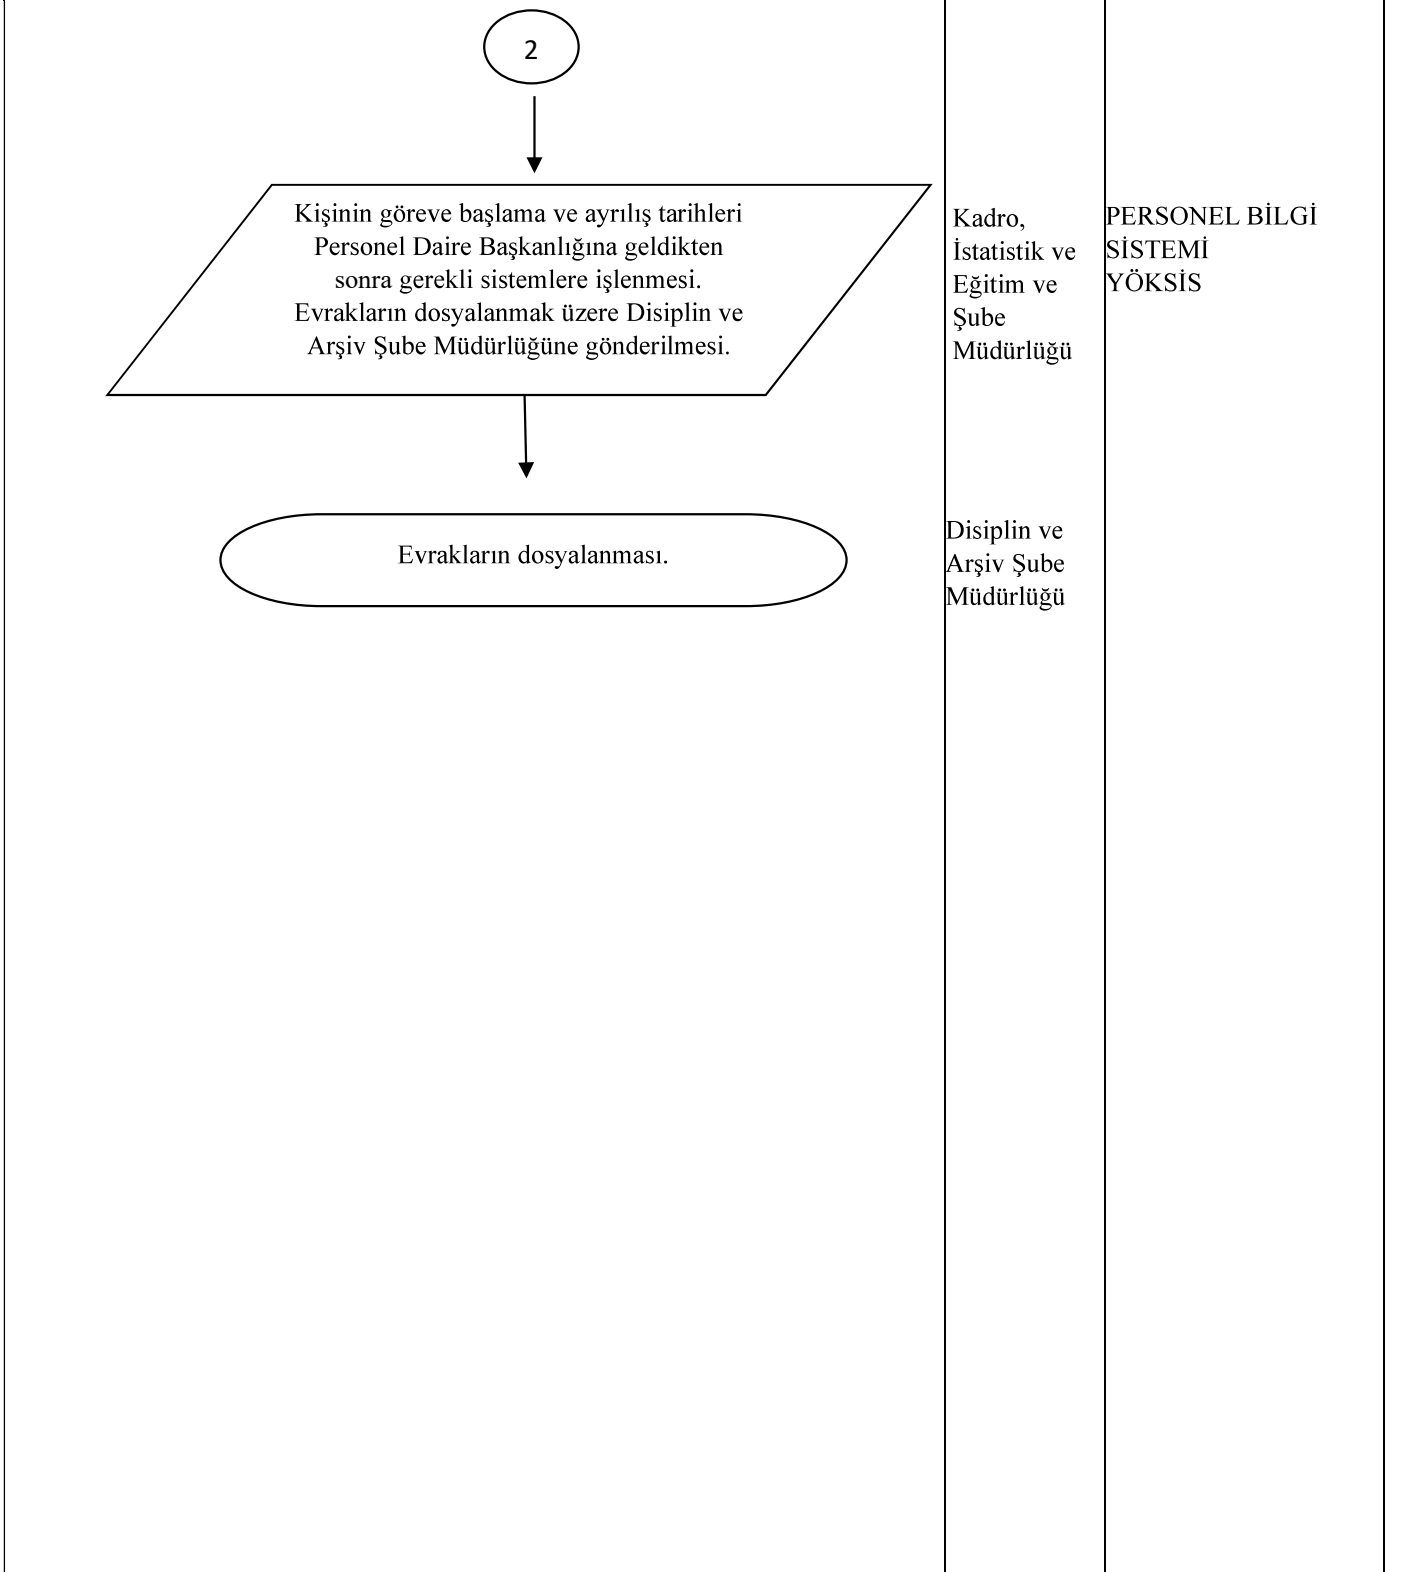 2
Kişinin göreve başlama ve ayrılış tarihleri
Personel Daire Başkanlığına geldikten
sonra gerekli sistemlere işlenmesi.
Evrakların dosyalanmak üzere Disiplin ve
Arşiv Şube Müdürlüğüne gönderilmesi.
Kadro,
İstatistik ve
Eğitim ve
Şube
Müdürlüğü
PERSONEL BİLGİ
SİSTEMİ
YÖKSİS
Evrakların dosyalanması.
Disiplin ve
Arşiv Şube
Müdürlüğü